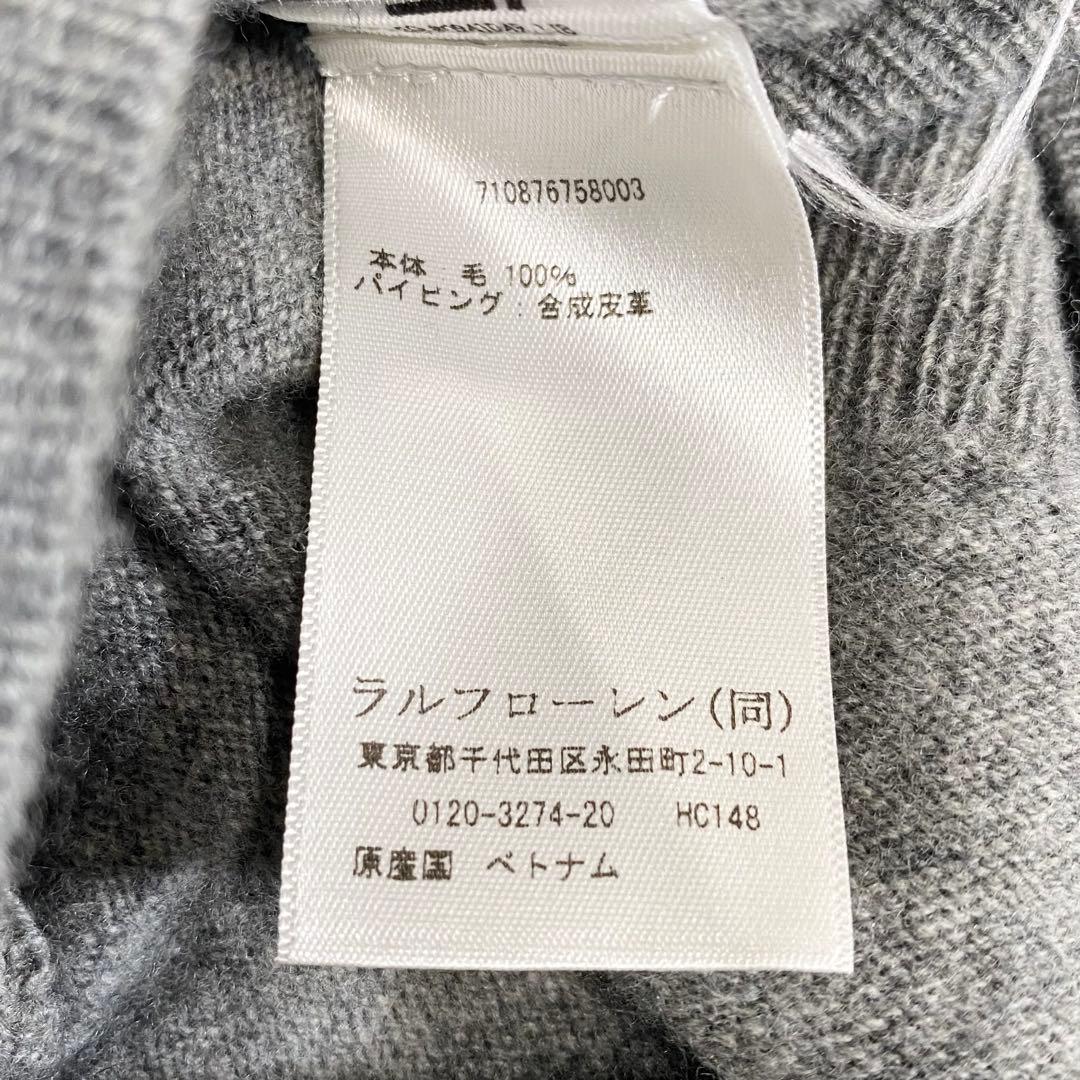 710876758003
本体 : 毛 100%
パイピング : 合成皮革
ラルフローレン(同)
東京都千代田区永田町2-10-1
0120-3274-20 HC148
原産国 ベトナム